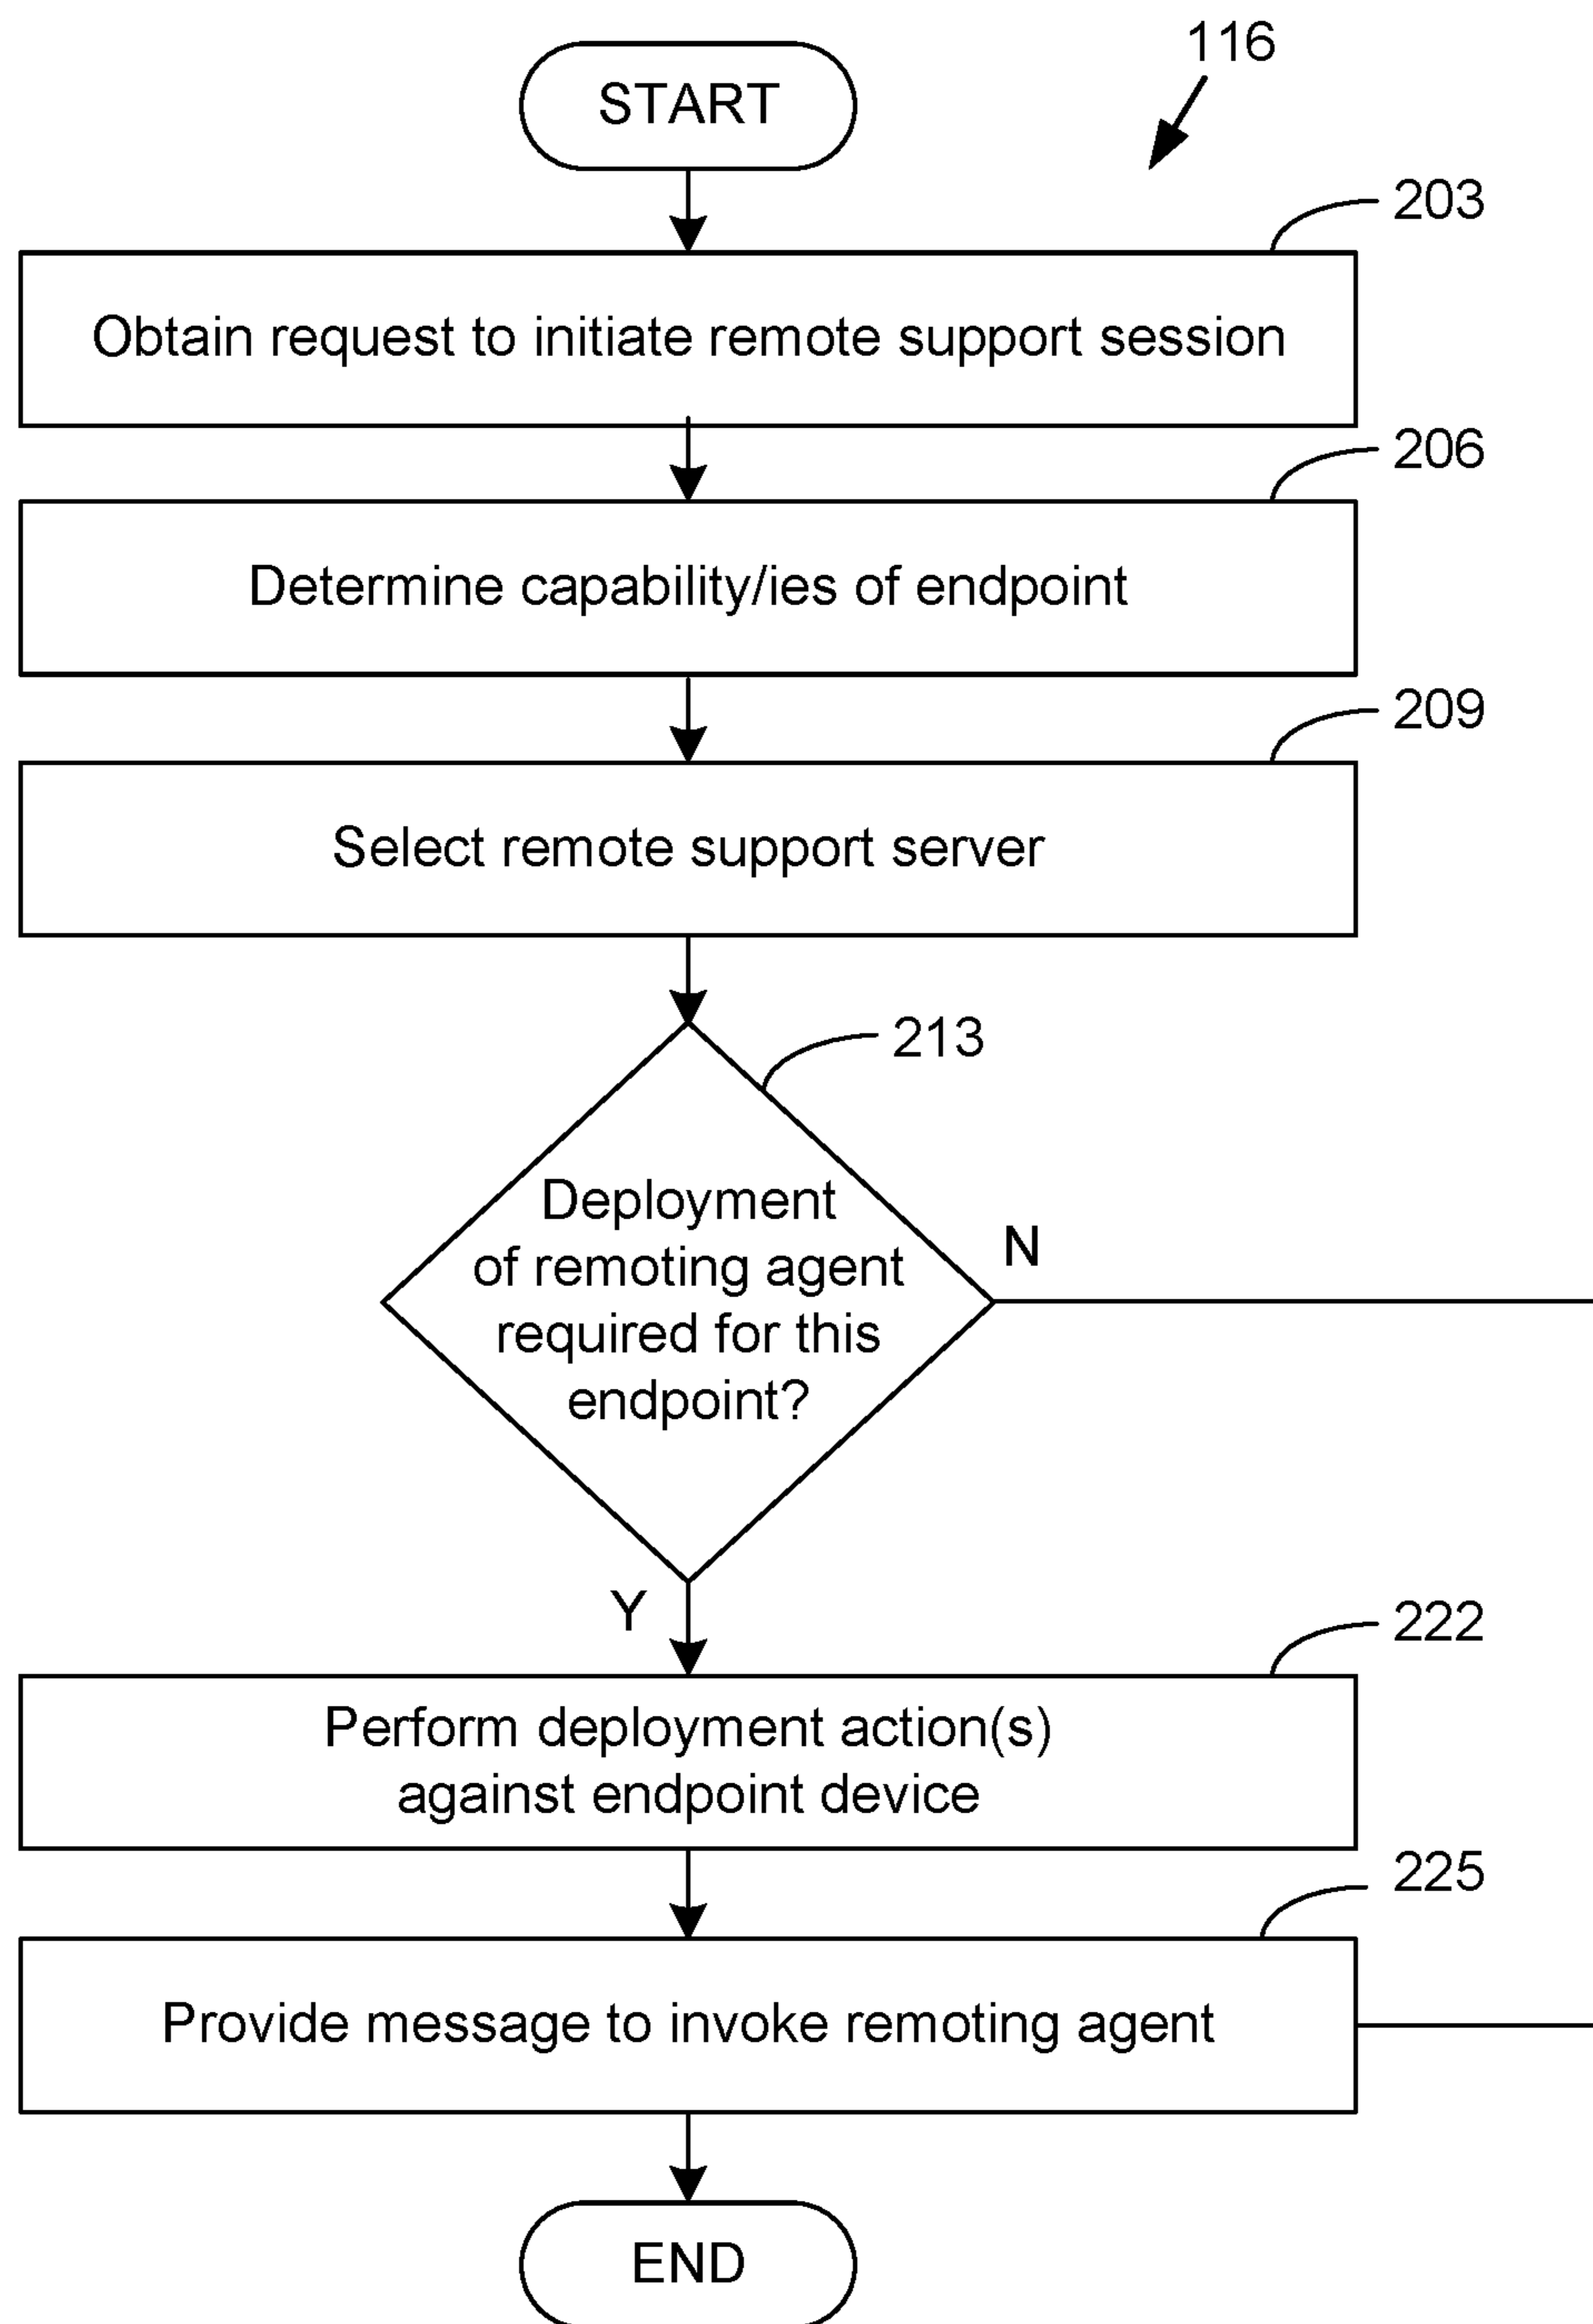 START
116
203
Obtain request to initiate remote support session
206
Determine capability/ies of endpoint
209
Select remote support server
213
Deployment
of remoting agent
required for this
endpoint?
N
Y
222
Perform deployment action(s)
against endpoint device
225
Provide message to invoke remoting agent
END